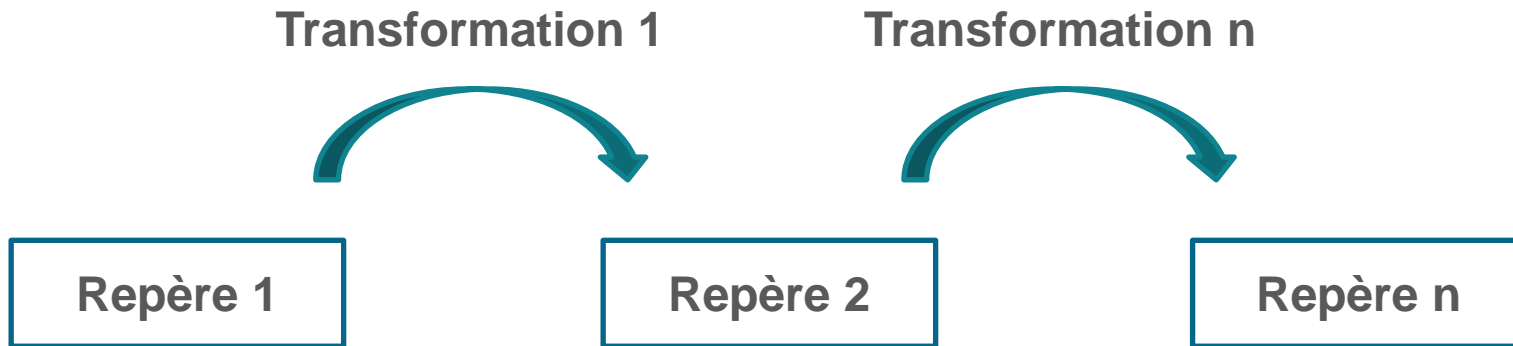 Transformation 1
Transformation n
Repère 1
Repère 2
Repère n